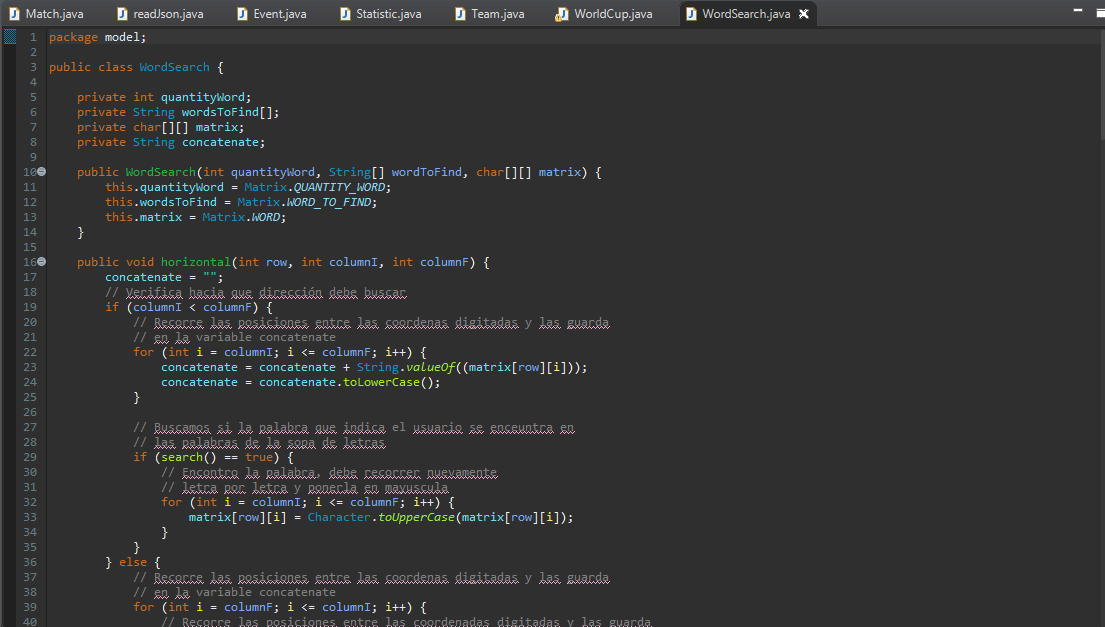 Match.java readJson.java Event.java Statistic.java Team.java WorldCup.java WordSearch.java
1 package model;
2
3 public class WordSearch {
4
5 private int quantityWord;
6 private String wordsToFind[];
7 private char[][] matrix;
8 private String concatenate;
9
10 public WordSearch(int quantityWord, String[] wordToFind, char[][] matrix) {
11 this.quantityWord = Matrix.QUANTITY_WORD;
12 this.wordsToFind = Matrix.WORD_TO_FIND;
13 this.matrix = Matrix.WORD;
14 }
15
16 public void horizontal(int row, int columnI, int columnF) {
17 concatenate = "";
18 // Verifica hacia que dirección debe buscar
19 if (columnI < columnF) {
20 // Recorre las posiciones entre las coordenas digitadas y las guarda
21 // en la variable concatenate
22 for (int i = columnI; i <= columnF; i++) {
23 concatenate = concatenate + String.valueOf((matrix[row][i]));
24 concatenate = concatenate.toLowerCase();
25 }
26
27 // Buscamos si la palabra que indica el usuario se enceuntra en
28 // las palabras de la sopa de letras
29 if (search() == true) {
30 // Encontro la palabra, debe recorrer nuevamente
31 // letra por letra y ponerla en mayuscula
32 for (int i = columnI; i <= columnF; i++) {
33 matrix[row][i] = Character.toUpperCase(matrix[row][i]);
34 }
35 }
36 } else {
37 // Recorre las posiciones entre las coordenas digitadas y las guarda
38 // en la variable concatenate
39 for (int i = columnF; i <= columnI; i++) {
40 // Recorre las posiciones entre las coordenadas digitadas y las guarda